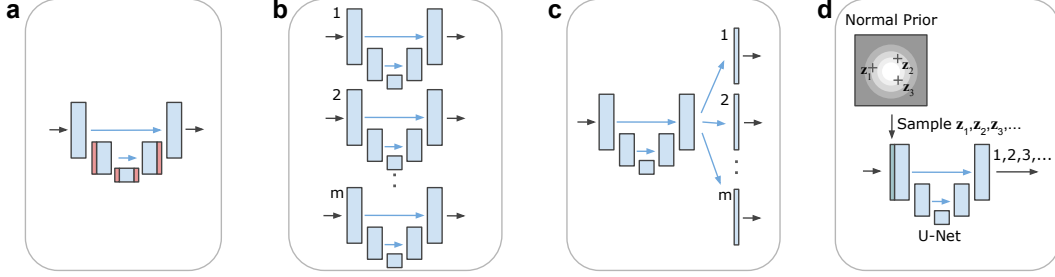 a
b
1
2
m
c
1
2
m
d
Normal Prior
z1
z2
z3
Sample z1,z2,z3,...
1,2,3,...
U-Net